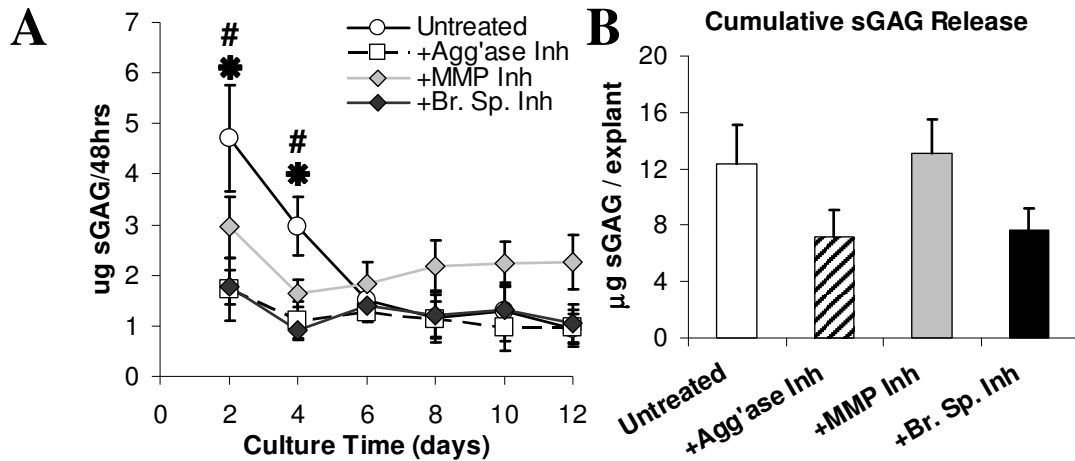 A
7
6
5
4
3
2
1
0
ug sGAG/48hrs
#
#
Untreated
+Agg'ase Inh
+MMP Inh
+Br. Sp. Inh
0 2 4 6 8 10 12
Culture Time (days)
B
Cumulative sGAG Release
20
16
12
8
4
0
µg sGAG / explant
Untreated
+Agg'ase Inh
+MMP Inh
+Br. Sp. Inh